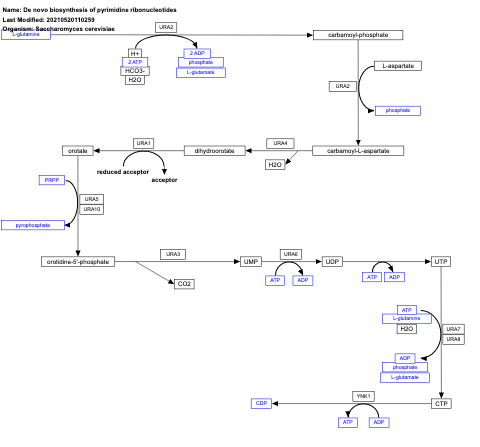 Name: De novo biosynthesis of pyrimidine ribonucleotides
Last Modified: 20210520110259
Organism: Saccharomyces cerevisiae
L-glutamine
URA2
carbamoyl-phosphate
H+
2 ATP
HCO3-
H2O
2 ADP
phosphate
L-glutamate
L-aspartate
URA2
phosphate
orotate
URA1
dihydroorotate
URA4
carbamoyl-L-aspartate
H2O
reduced acceptor
acceptor
PRPP
URA5
URA10
pyrophosphate
orotidine-5'-phosphate
URA3
CO2
UMP
URA6
ATP
ADP
UDP
ATP
ADP
UTP
ATP
L-glutamine
H2O
URA7
URA8
ADP
phosphate
L-glutamate
CDP
YNK1
CTP
ATP
ADP